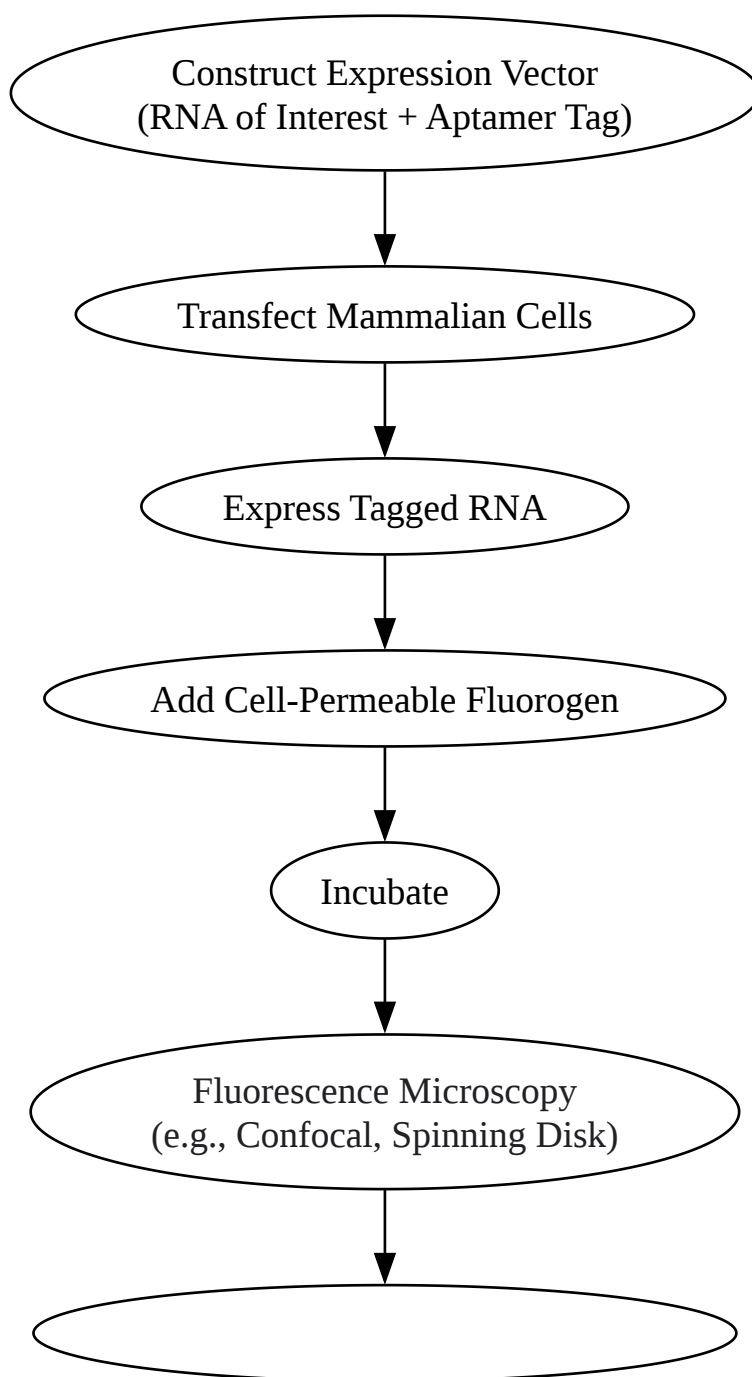 Construct Expression Vector
(RNA of Interest + Aptamer Tag)
Transfect Mammalian Cells
Express Tagged RNA
Add Cell-Permeable Fluorogen
Incubate
Fluorescence Microscopy
(e.g., Confocal, Spinning Disk)